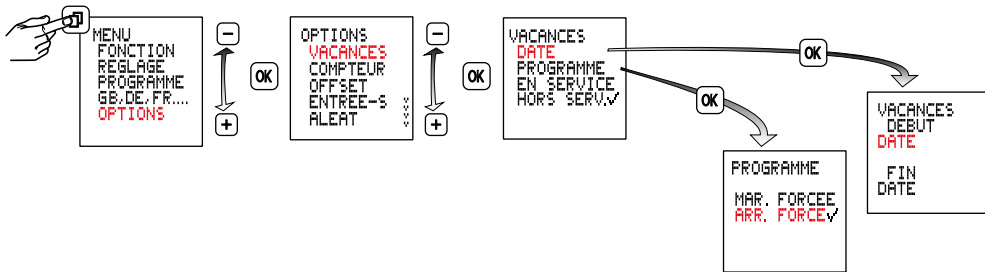 MENU
FONCTION
REGLAGE
PROGRAMME
GB,DE,FR....
OPTIONS
−
OK
+
OPTIONS
VACANCES
COMPTEUR
OFFSET
ENTREE-S
ALEAT
−
OK
+
VACANCES
DATE
PROGRAMME
EN SERVICE
HORS SERV.✓
OK
OK
PROGRAMME
MAR. FORCEE
ARR. FORCE✓
VACANCES
DEBUT
DATE
FIN
DATE